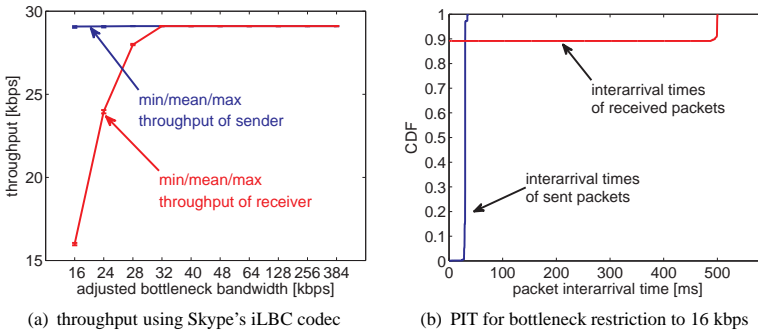 30
25
20
15
throughput [kbps]
min/mean/max
throughput of sender
min/mean/max
throughput of receiver
16 24 28 32 40 48 64 128 256 384
adjusted bottleneck bandwidth [kbps]
(a) throughput using Skype's iLBC codec
1
0.9
0.8
0.7
0.6
0.5
0.4
0.3
0.2
0.1
0
CDF
interarrival times
of received packets
interarrival times
of sent packets
0 100 200 300 400 500
packet interarrival time [ms]
(b) PIT for bottleneck restriction to 16 kbps